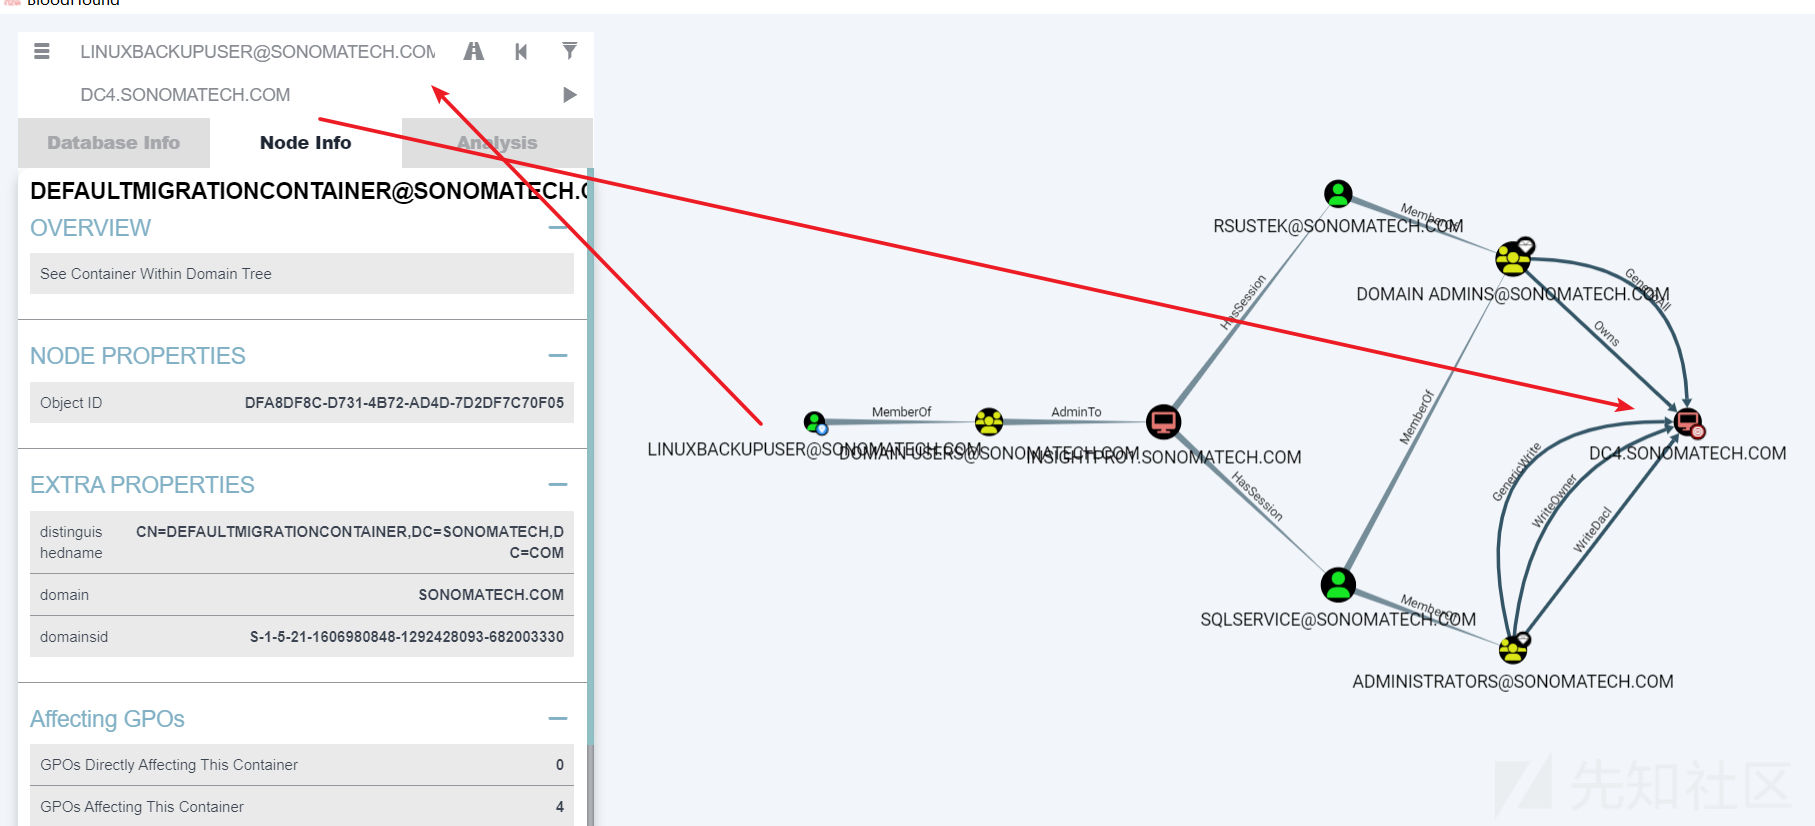 BloodHound
LINUXBACKUPUSER@SONOMATECH.COM
DC4.SONOMATECH.COM
Database Info
Node Info
Analysis
DEFAULTMIGRATIONCONTAINER@SONOMATECH.C
OVERVIEW
See Container Within Domain Tree
NODE PROPERTIES
Object ID
DFA8DF8C-D731-4B72-AD4D-7D2DF7C70F05
EXTRA PROPERTIES
distinguis
hedname
CN=DEFAULTMIGRATIONCONTAINER,DC=SONOMATECH,D
C=COM
domain
SONOMATECH.COM
domainsid
S-1-5-21-1606980848-1292428093-682003330
Affecting GPOs
GPOs Directly Affecting This Container
0
GPOs Affecting This Container
4
RSUSTEK@SONOMATECH.COM
MemberOf
DOMAIN ADMINS@SONOMATECH.COM
GenericAll
Owns
HasSession
MemberOf
MemberOf
AdminTo
LINUXBACKUPUSER@SONOMATECH.COM
DOMAIN USERS@SONOMATECH.COM
SONOMATECH.COM
DC4.SONOMATECH.COM
HasSession
GenericWrite
WriteOwner
WriteDacl
SQLSERVICE@SONOMATECH.COM
MemberOf
ADMINISTRATORS@SONOMATECH.COM
先知社区